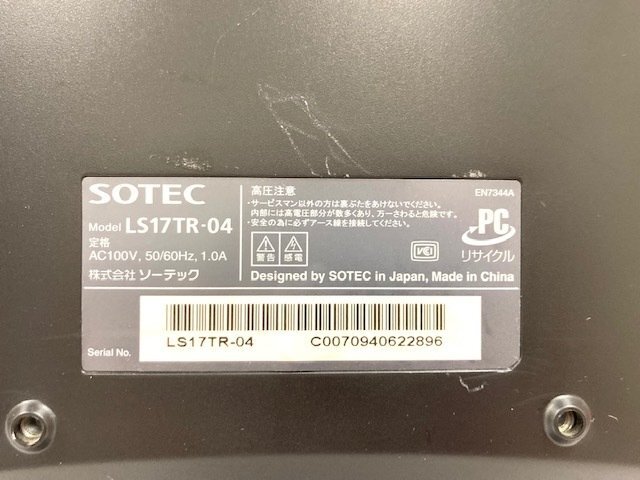 SOTEC
Model LS17TR-04
定格
AC100V, 50/60Hz, 1.0A
株式会社 ソーテック
高圧注意
・サービスマン以外の方は裏ぶたをあけないでください。
内部には高電圧部分が数多くあり、万一さわると危険です。
・安全の為に必ずアース線を接続して下さい。
警告
感電
VCI
EN7344A
PC
リサイクル
Designed by SOTEC in Japan, Made in China
Serial No.
LS17TR-04 C0070940622896